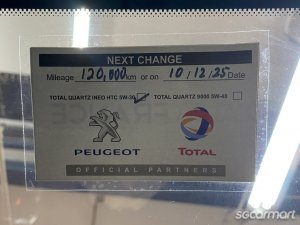 NEXT CHANGE
Mileage 120,000 km or on 10/12/25 Date
TOTAL QUARTZ INEO HTC 5W-30 TOTAL QUARTZ 9000 5W-40
PEUGEOT TOTAL
OFFICIAL PARTNERS
sgcarmart